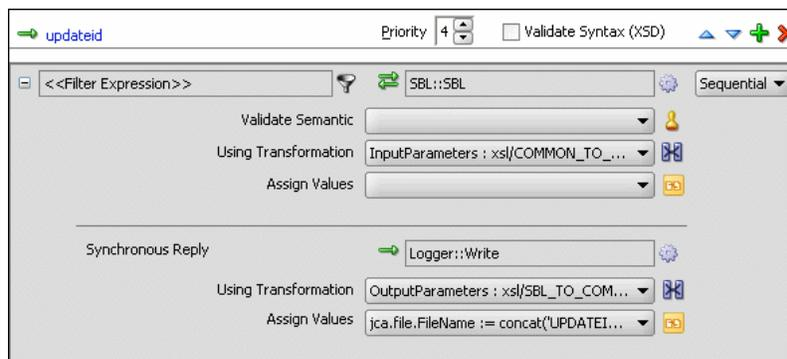 updateid Priority 4 Validate Syntax (XSD)
<<Filter Expression>> SBL::SBL Sequential
Validate Semantic
Using Transformation InputParameters : xsl/COMMON_TO_...
Assign Values
Synchronous Reply Logger::Write
Using Transformation OutputParameters : xsl/SBL_TO_COM...
Assign Values jca.file.FileName := concat('UPDATEI...